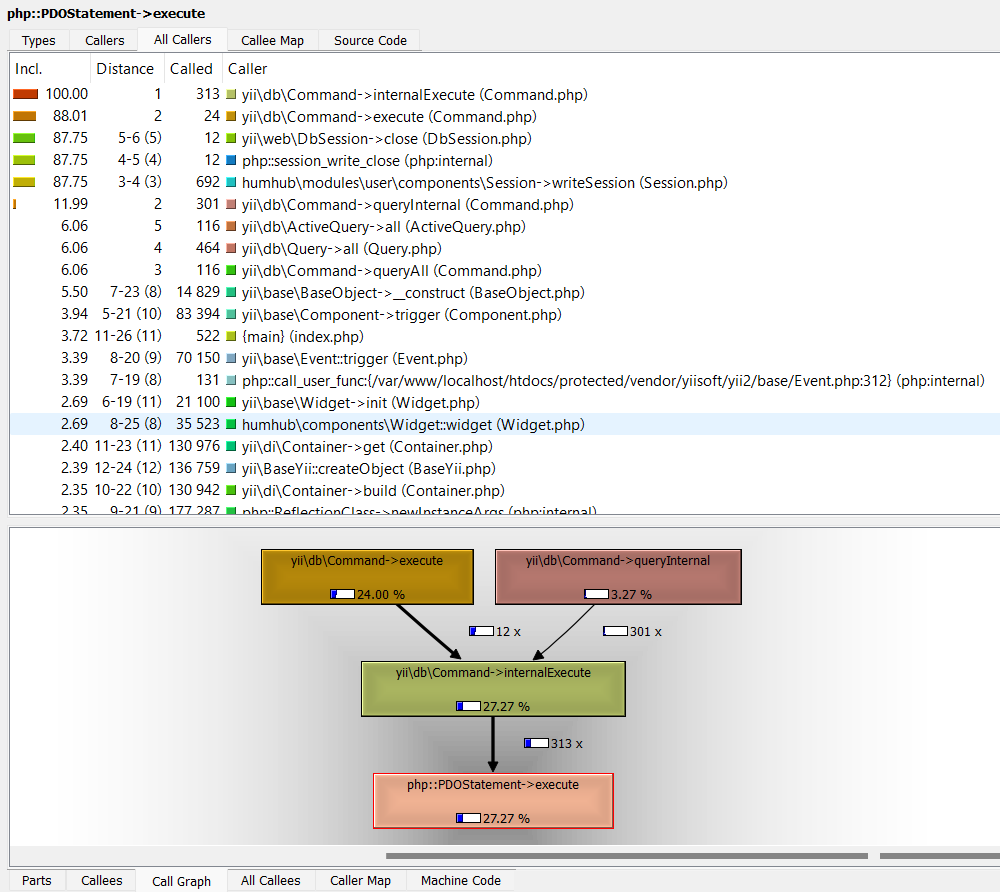 php::PDOStatement->execute
Types Callers All Callers Callee Map Source Code
Incl. Distance Called Caller
100.00 1 313 yii\db\Command->internalExecute (Command.php)
88.01 2 24 yii\db\Command->execute (Command.php)
87.75 5-6 (5) 12 yii\web\DbSession->close (DbSession.php)
87.75 4-5 (4) 12 php::session_write_close (php:internal)
87.75 3-4 (3) 692 humhub\modules\user\components\Session->writeSession (Session.php)
11.99 2 301 yii\db\Command->queryInternal (Command.php)
6.06 5 116 yii\db\ActiveQuery->all (ActiveQuery.php)
6.06 4 464 yii\db\Query->all (Query.php)
6.06 3 116 yii\db\Command->queryAll (Command.php)
5.50 7-23 (8) 14 829 yii\base\BaseObject->__construct (BaseObject.php)
3.94 5-21 (10) 83 394 yii\base\Component->trigger (Component.php)
3.72 11-26 (11) 522 {main} (index.php)
3.39 8-20 (9) 70 150 yii\base\Event::trigger (Event.php)
3.39 7-19 (8) 131 php::call_user_func:{/var/www/localhost/htdocs/protected/vendor/yiisoft/yii2/base/Event.php:312} (php:internal)
2.69 6-19 (11) 21 100 yii\base\Widget->init (Widget.php)
2.69 8-25 (8) 35 523 humhub\components\Widget::widget (Widget.php)
2.40 11-23 (11) 130 976 yii\di\Container->get (Container.php)
2.39 12-24 (12) 136 759 yii\BaseYii::createObject (BaseYii.php)
2.35 10-22 (10) 130 942 yii\di\Container->build (Container.php)
2.35 9-21 (9) 177 287 php::ReflectionClass->newInstanceArgs (php:internal)
yii\db\Command->execute yii\db\Command->queryInternal
24.00 % 3.27 %
12 x 301 x
yii\db\Command->internalExecute
27.27 %
313 x
php::PDOStatement->execute
27.27 %
Parts Callees Call Graph All Callees Caller Map Machine Code